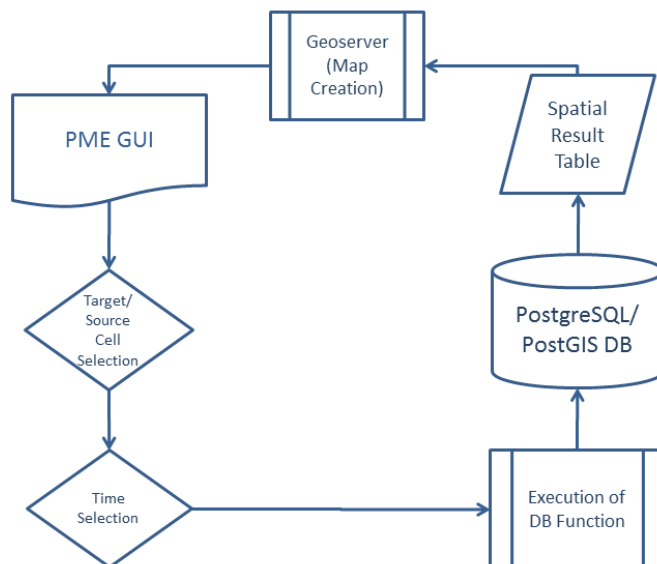 Geoserver
(Map
Creation)
PME GUI
Spatial
Result
Table
Target/
Source
Cell
Selection
PostgreSQL/
PostGIS DB
Time
Selection
Execution of
DB Function